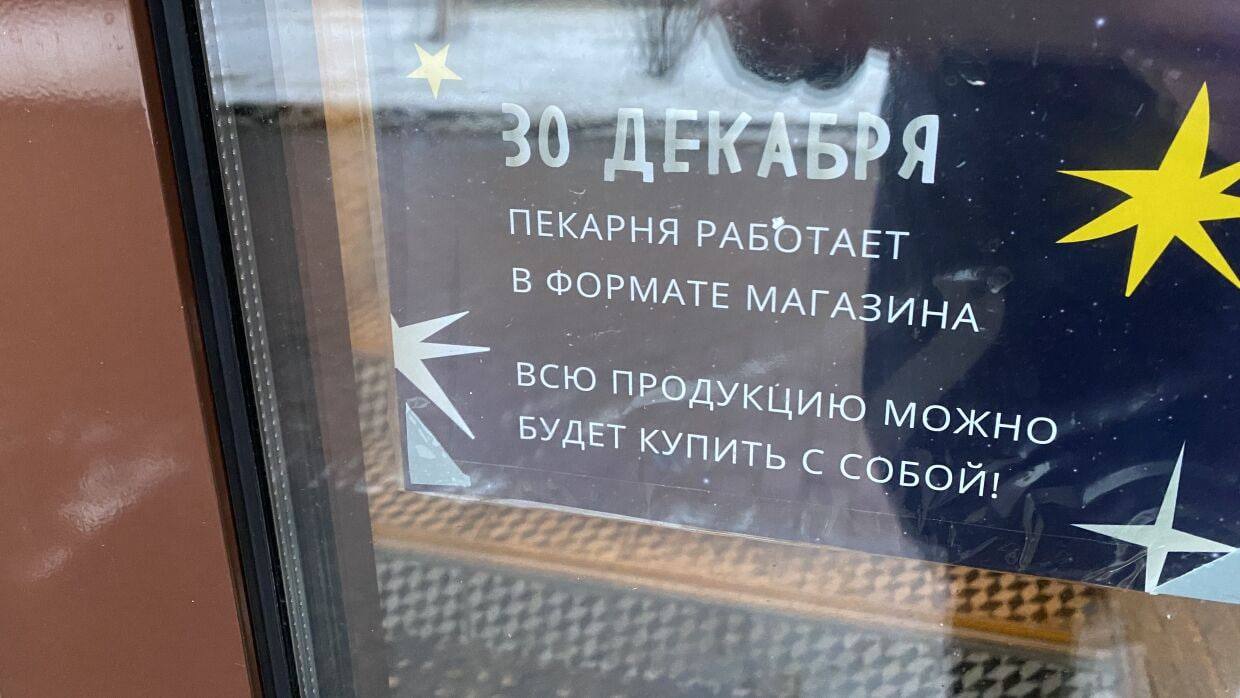 30 ДЕКАБРЯ
ПЕКАРНЯ РАБОТАЕТ
В ФОРМАТЕ МАГАЗИНА
ВСЮ ПРОДУКЦИЮ МОЖНО
БУДЕТ КУПИТЬ С СОБОЙ!